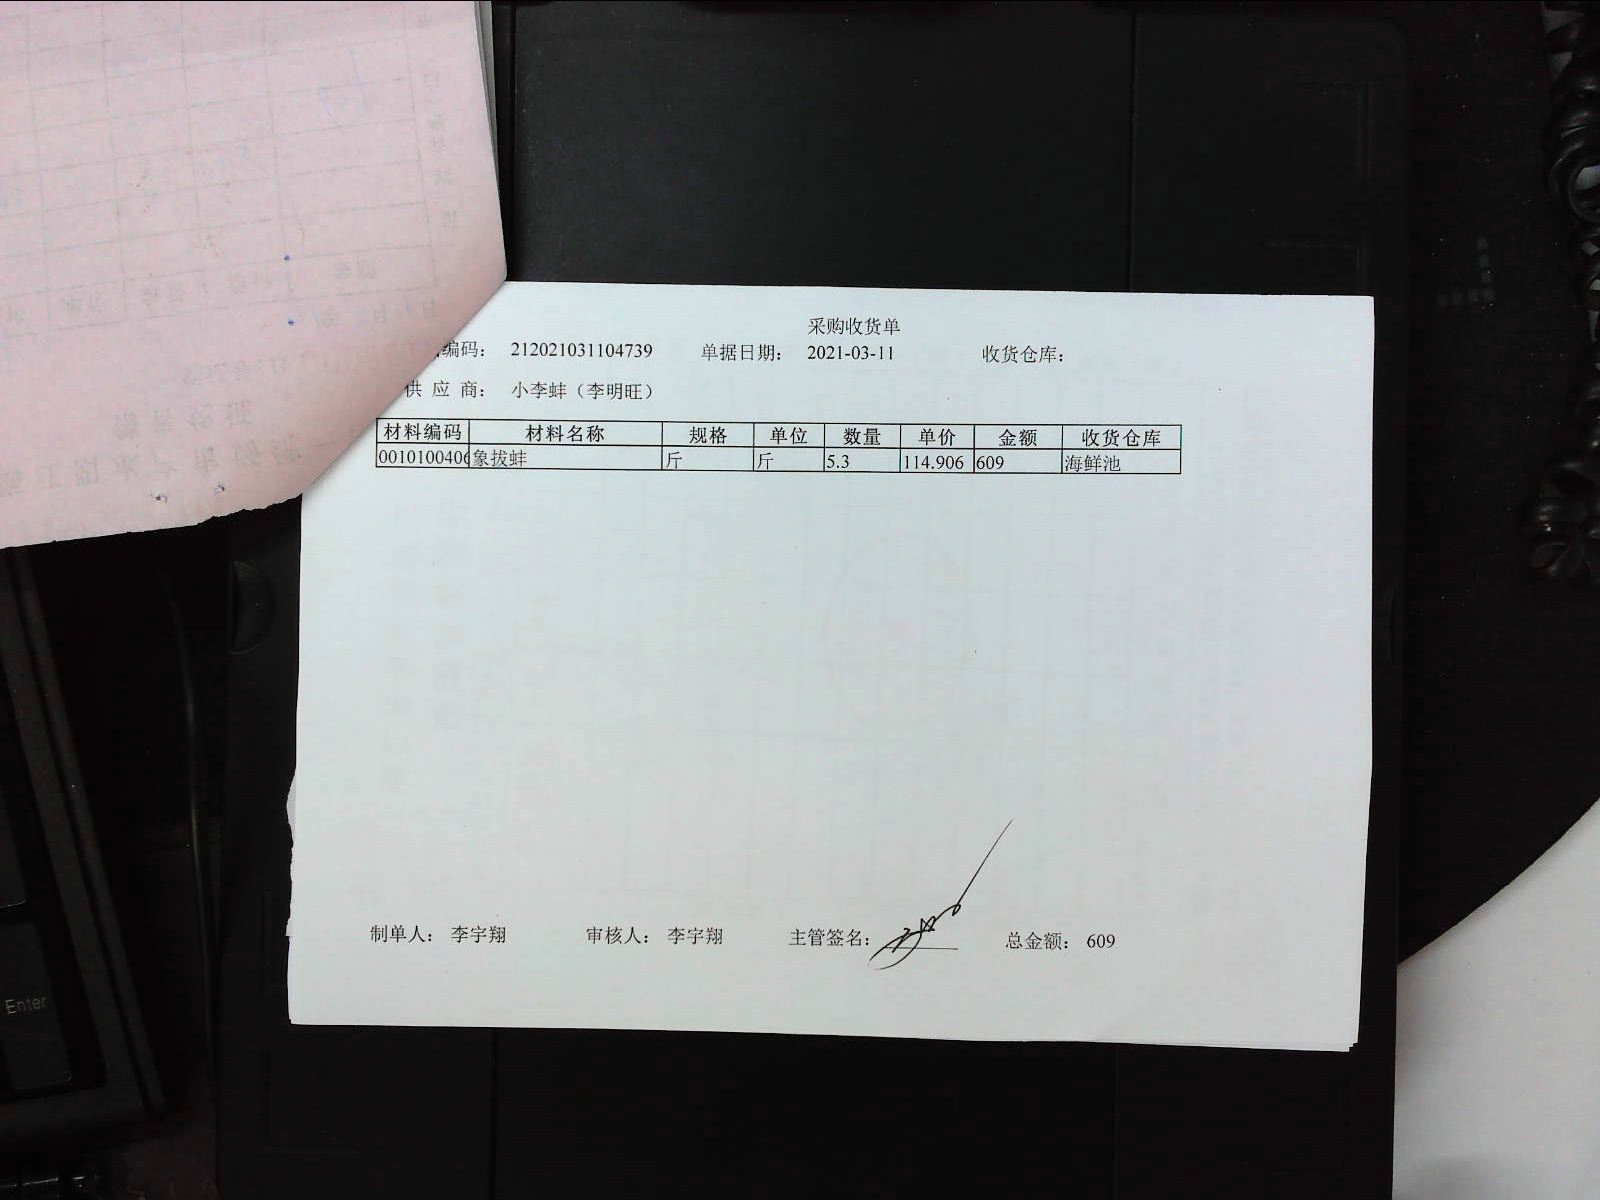 采购收货单
编码： 212021031104739 单据日期： 2021-03-11 收货仓库：
供 应 商： 小李蚌（李明旺）
材料编码 材料名称 规格 单位 数量 单价 金额 收货仓库
0010100406 象拔蚌 斤 斤 5.3 114.906 609 海鲜池
制单人： 李宇翔 审核人： 李宇翔 主管签名： 总金额： 609
Enter